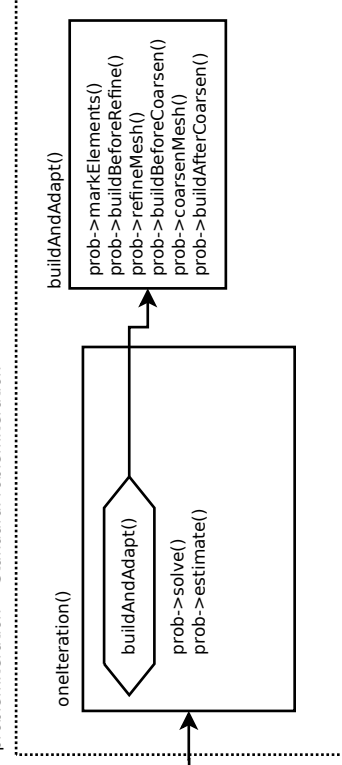 oneIteration()
buildAndAdapt()
prob->solve()
prob->estimate()
buildAndAdapt()
prob->markElements()
prob->buildBeforeRefine()
prob->refineMesh()
prob->buildBeforeCoarsen()
prob->coarsenMesh()
prob->buildAfterCoarsen()